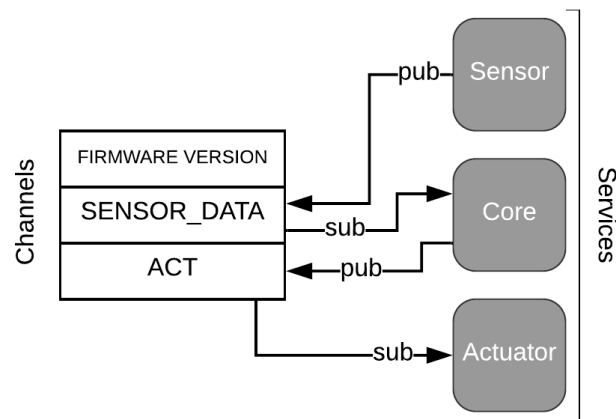 Channels
FIRMWARE VERSION
SENSOR_DATA
ACT
pub
sub
pub
sub
Sensor
Core
Actuator
Services